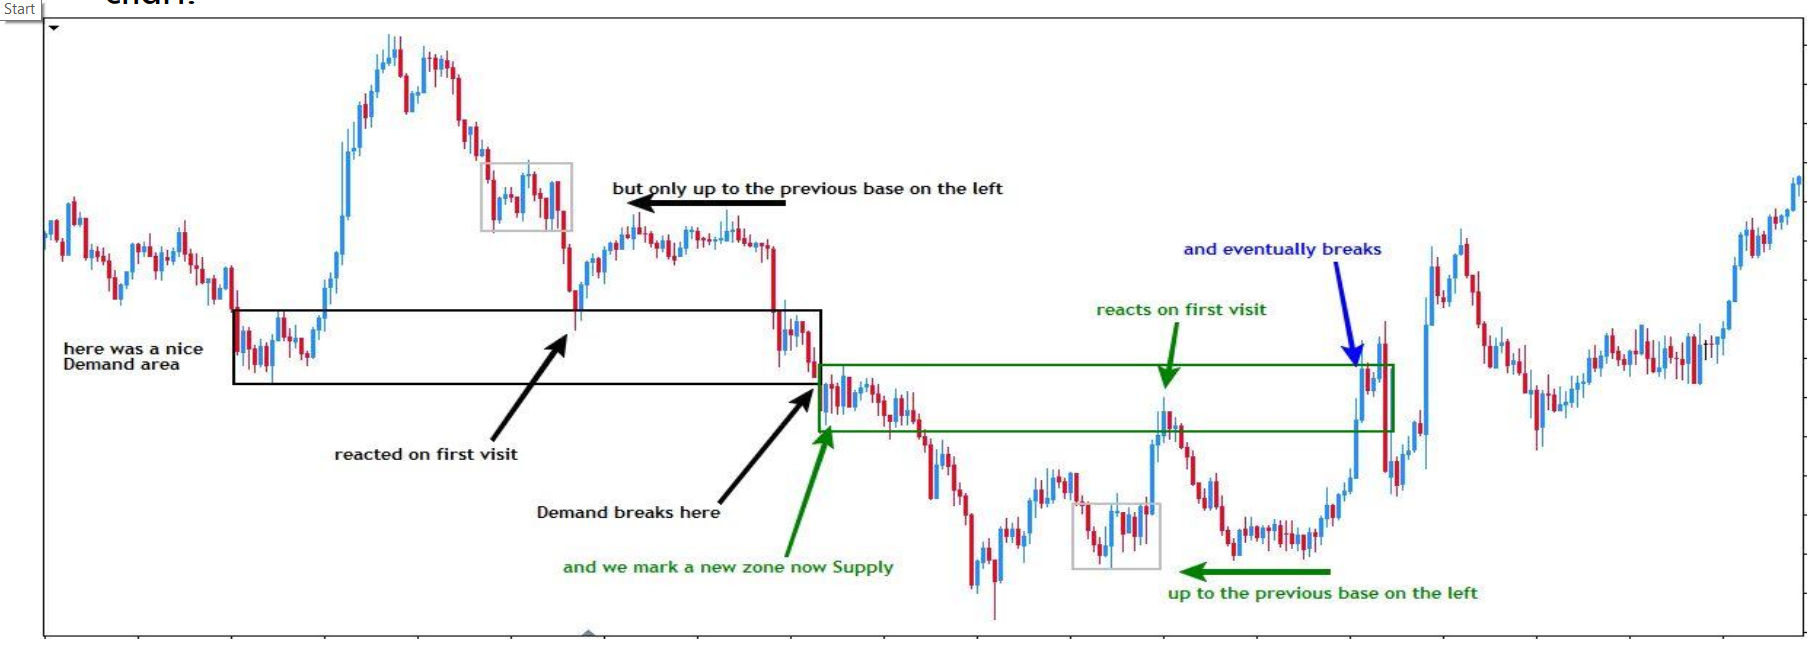 Start
chart.
but only up to the previous base on the left
and eventually breaks
reacts on first visit
here was a nice
Demand area
reacted on first visit
Demand breaks here
and we mark a new zone now Supply
up to the previous base on the left